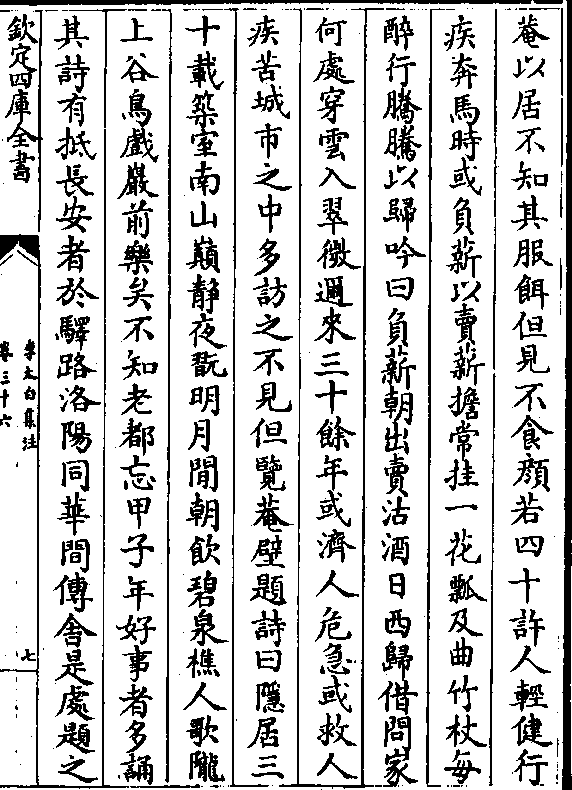 菴以居不知其服餌但見不食顔若四十許人輕健行
疾奔馬時或負薪以賣薪擔常挂一花瓢及曲竹杖每
醉行騰騰以歸吟曰負薪朝出賣沽酒日西歸借問家
何處穿雲入翠微邇來三十餘年或濟人危急或救人
疾苦城市之中多訪之不見但覽菴壁題詩曰隱居三
十載築室南山巔靜夜翫明月閒朝飲碧泉樵人歌隴
上谷鳥戲巖前樂矣不知老都忘甲子年好事者多誦
其詩有抵長安者於驛路洛陽同華間傳舍是處題之
欽定四庫全書
李太白集注
卷三十六
七